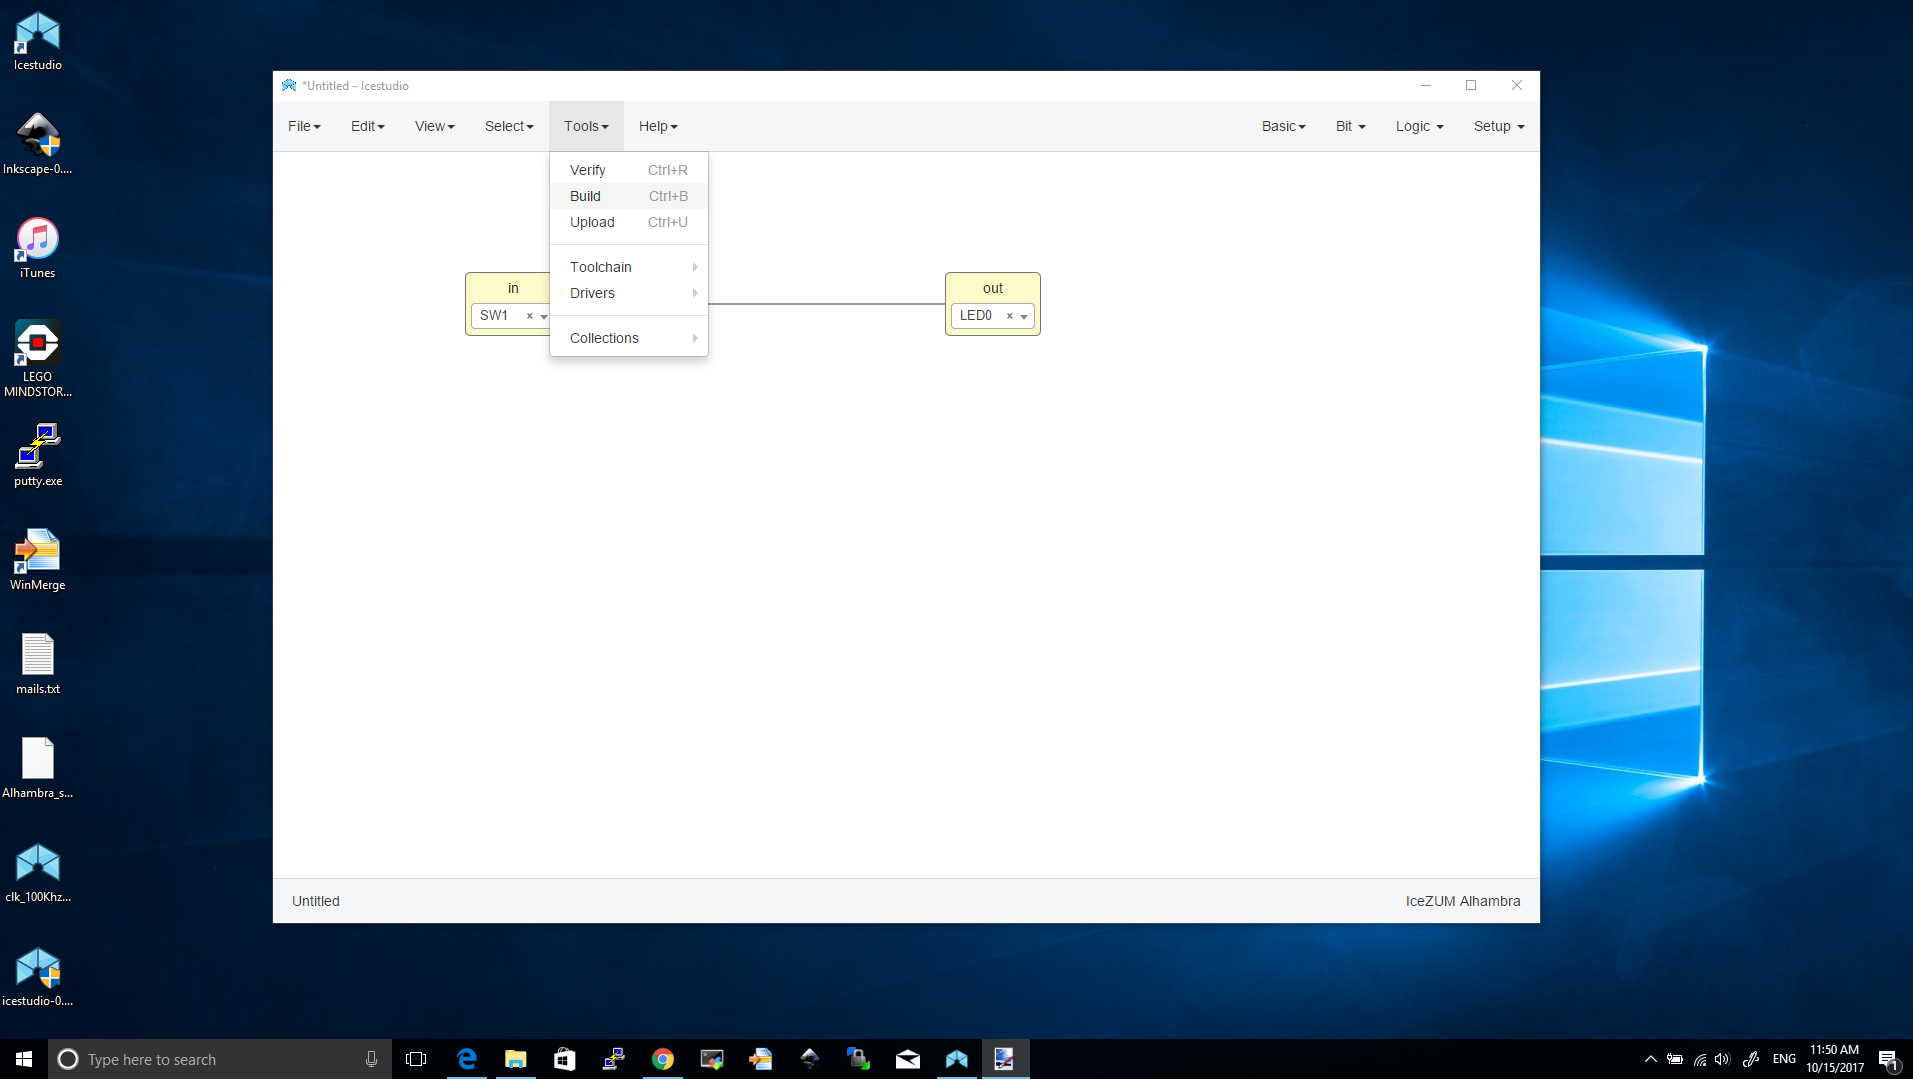 Icestudio
Inkscape-0....
iTunes
LEGO
MINDSTOR...
putty.exe
WinMerge
mails.txt
Alhambra_s...
clk_100Khz...
icestudio-0....
*Untitled – Icestudio
File Edit View Select Tools Help Basic Bit Logic Setup
Verify Ctrl+R
Build Ctrl+B
Upload Ctrl+U
Toolchain
Drivers
Collections
in
SW1 ×
out
LED0 ×
Untitled IceZUM Alhambra
Type here to search
ENG
11:50 AM
10/15/2017
1